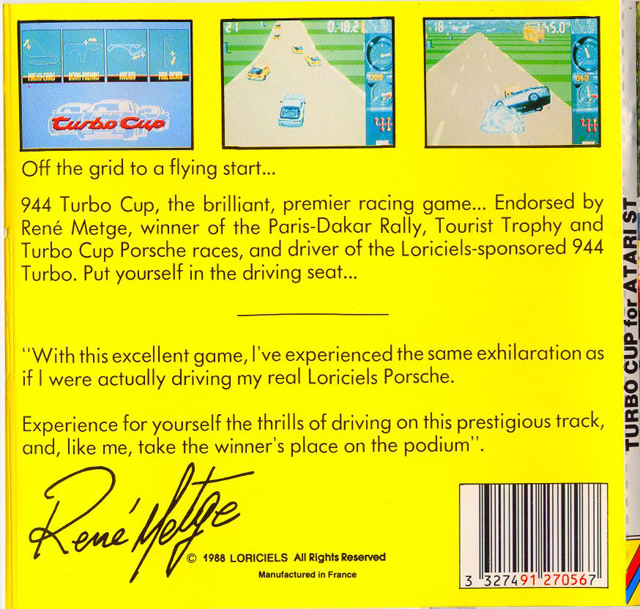 Turbo Cup
Off the grid to a flying start...
944 Turbo Cup, the brilliant, premier racing game... Endorsed by
René Metge, winner of the Paris-Dakar Rally, Tourist Trophy and
Turbo Cup Porsche races, and driver of the Loriciels-sponsored 944
Turbo. Put yourself in the driving seat...
"With this excellent game, I've experienced the same exhilaration as
if I were actually driving my real Loriciels Porsche.
Experience for yourself the thrills of driving on this prestigious track,
and, like me, take the winner's place on the podium".
René Metge
© 1988 LORICIELS All Rights Reserved
Manufactured in France
3 327491 270567
TURBO CUP for ATARI ST